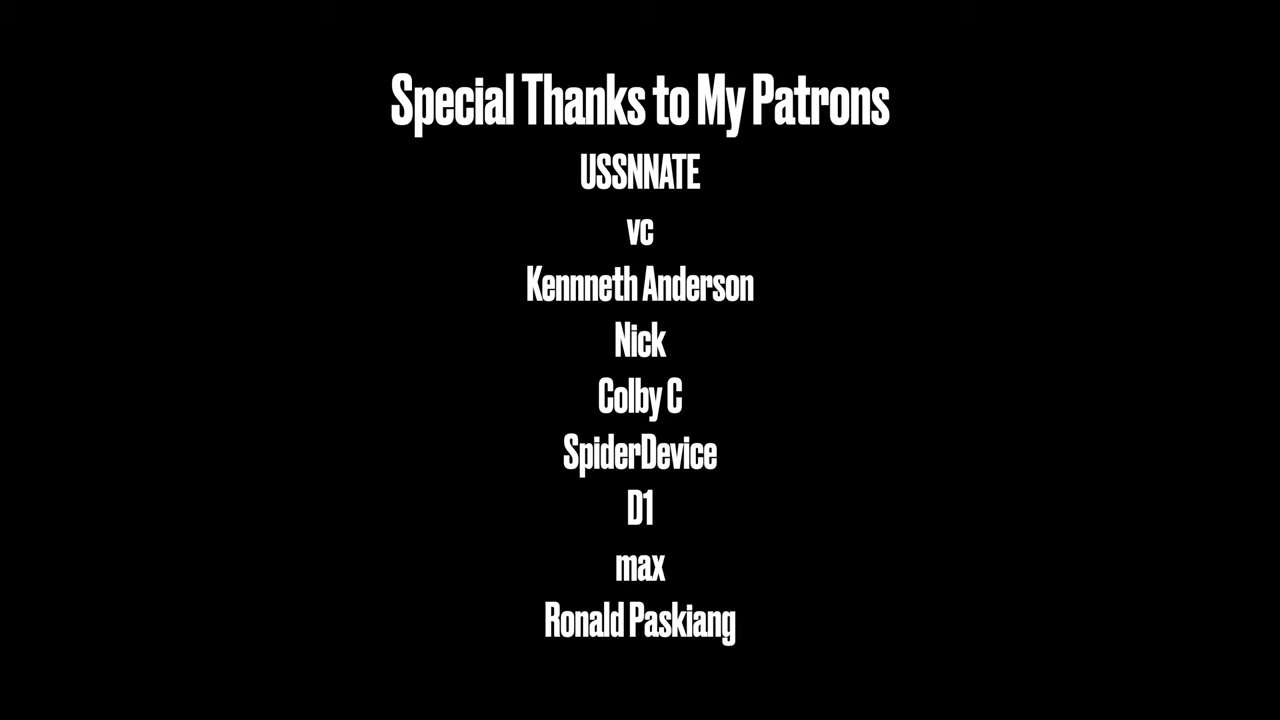 Special Thanks to My Patrons
USSNNATE
vc
Kennneth Anderson
Nick
Colby C
SpiderDevice
D1
max
Ronald Paskiang